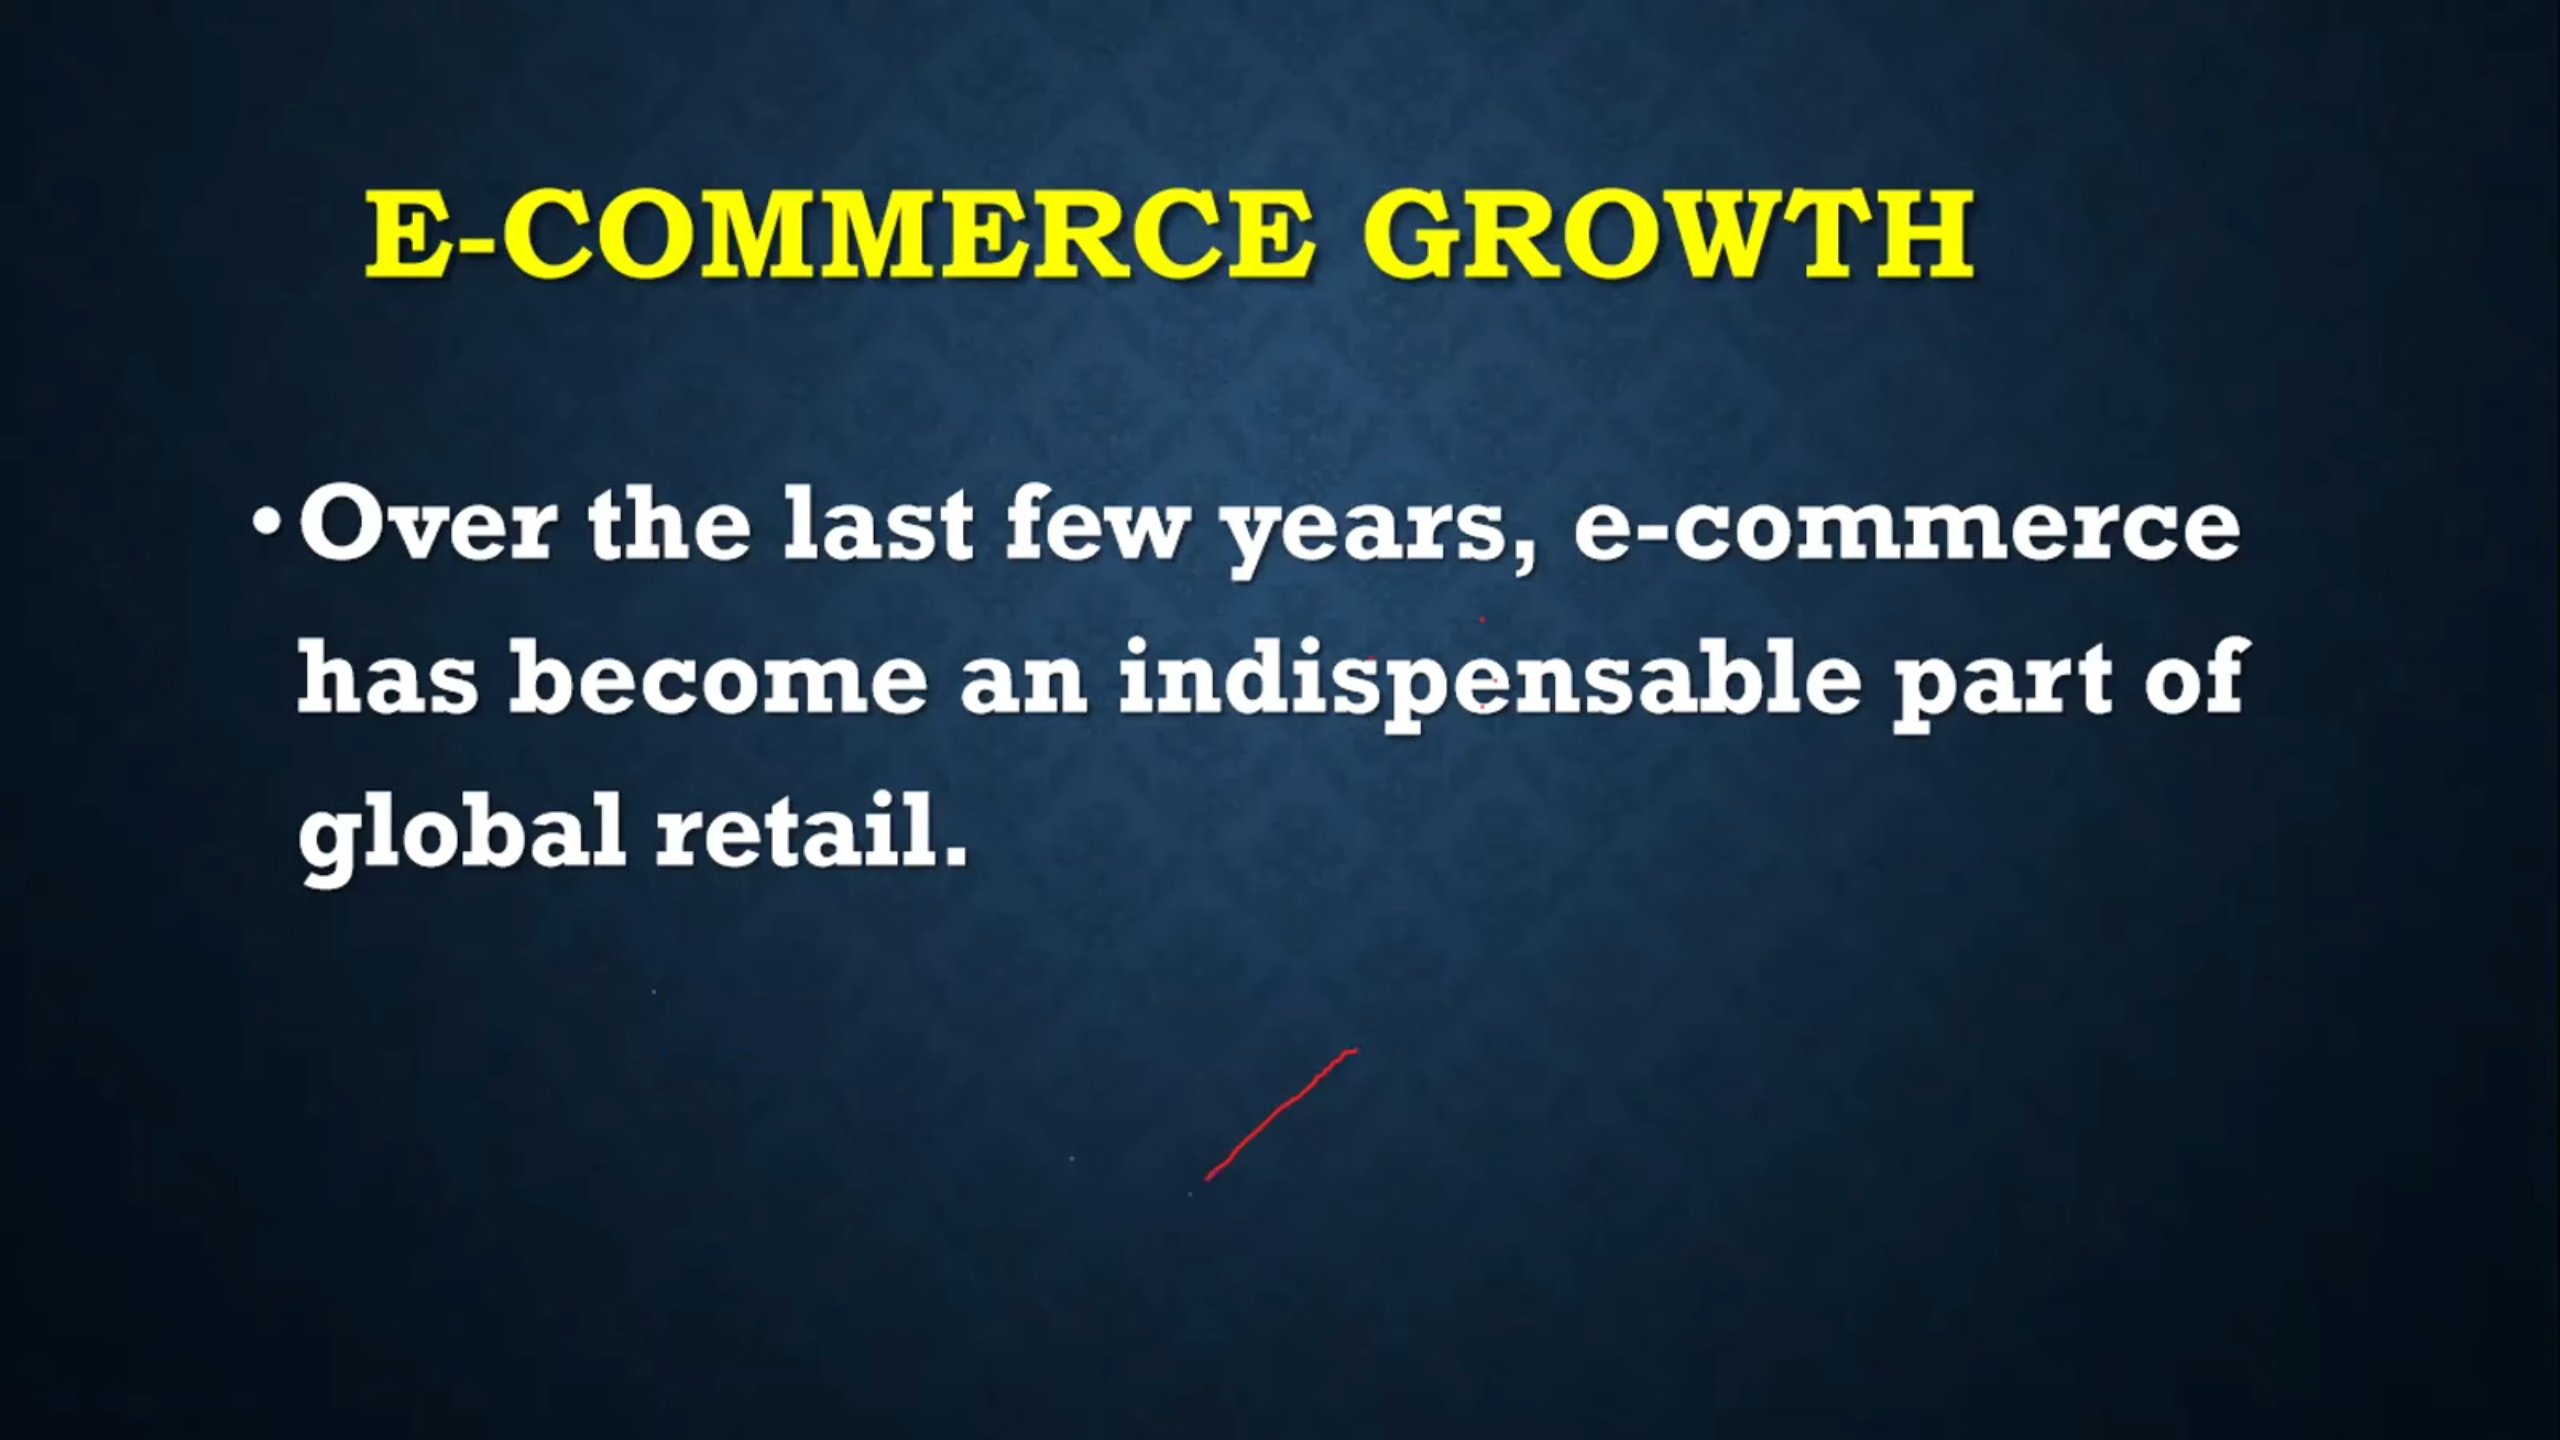 E-COMMERCE GROWTH
•Over the last few years, e-commerce
has become an indispensable part of
global retail.